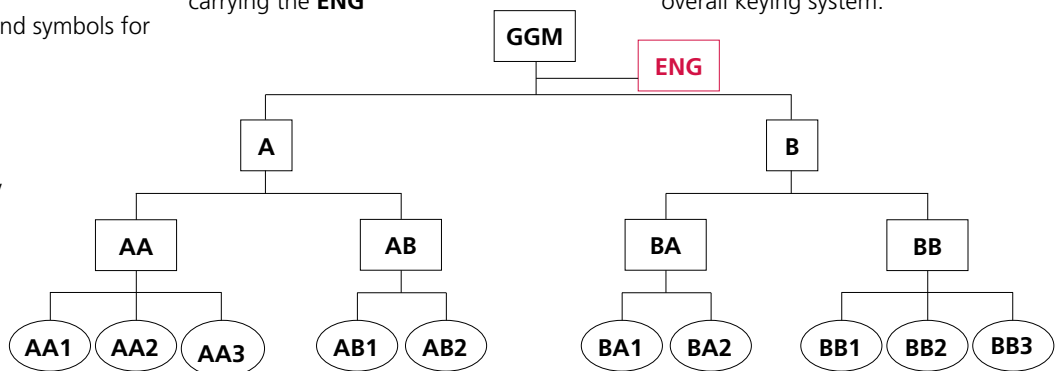 carrying the ENG
overall keying system.
and symbols for
GGM
ENG
A
B
AA
AB
BA
BB
AA1
AA2
AA3
AB1
AB2
BA1
BA2
BB1
BB2
BB3